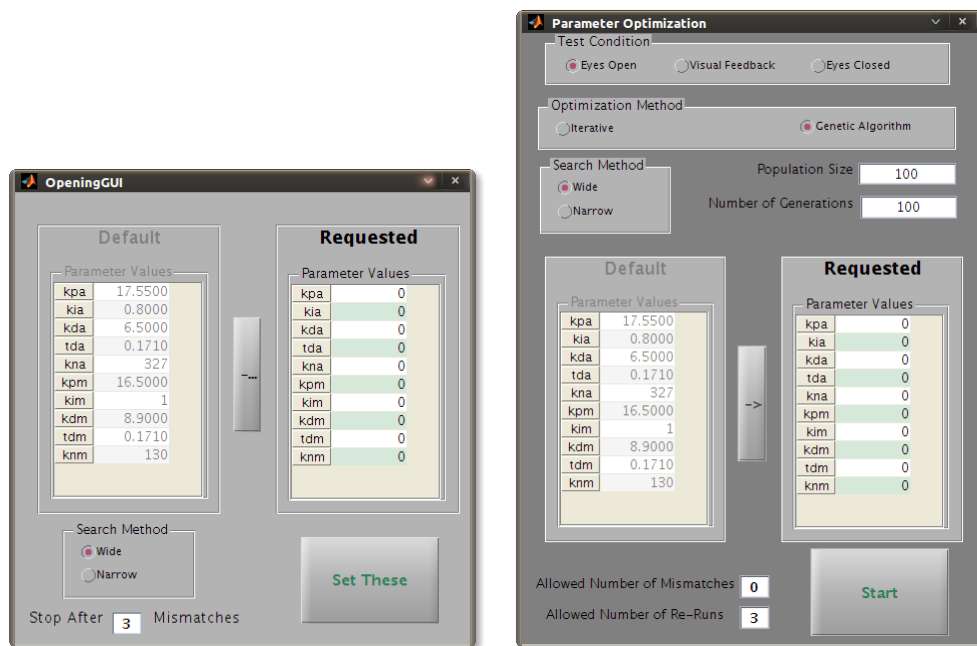 OpeningGUI
Default
Parameter Values
kpa 17.5500
kia 0.8000
kda 6.5000
tda 0.1710
kna 327
kpm 16.5000
kim 1
kdm 8.9000
tdm 0.1710
knm 130
-...
Requested
Parameter Values
kpa 0
kia 0
kda 0
tda 0
kna 0
kpm 0
kim 0
kdm 0
tdm 0
knm 0
Search Method
Wide
Narrow
Stop After 3 Mismatches
Set These
Parameter Optimization
Test Condition
Eyes Open Visual Feedback Eyes Closed
Optimization Method
Iterative Genetic Algorithm
Search Method
Wide
Narrow
Population Size 100
Number of Generations 100
Default
Parameter Values
kpa 17.5500
kia 0.8000
kda 6.5000
tda 0.1710
kna 327
kpm 16.5000
kim 1
kdm 8.9000
tdm 0.1710
knm 130
->
Requested
Parameter Values
kpa 0
kia 0
kda 0
tda 0
kna 0
kpm 0
kim 0
kdm 0
tdm 0
knm 0
Allowed Number of Mismatches 0
Allowed Number of Re-Runs 3
Start